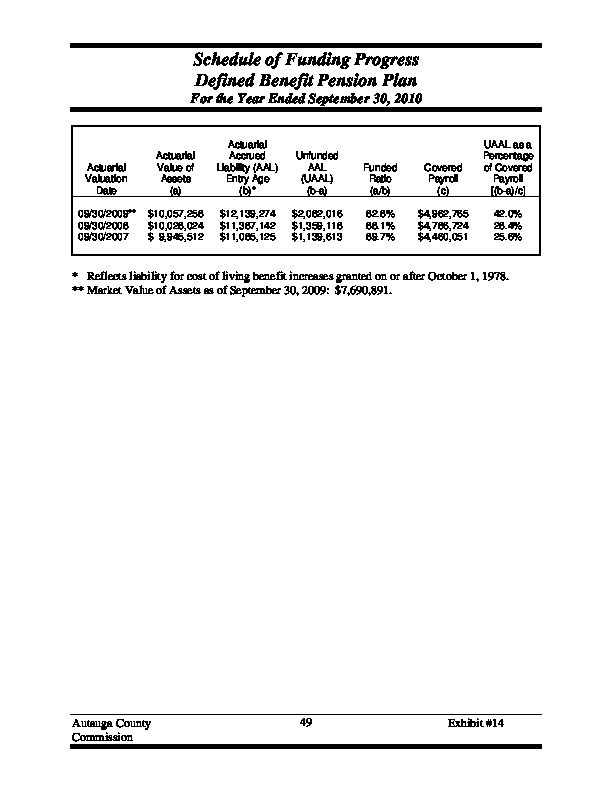 Schedule of Funding Progress
Defined Benefit Pension Plan
For the Year Ended September 30, 2010
Actuarial Valuation Date
Actuarial Value of Assets (a)
Actuarial Accrued Liability (AAL) Entry Age (b)*
Unfunded AAL (UAAL) (b-a)
Funded Ratio (a/b)
Covered Payroll (c)
UAAL as a Percentage of Covered Payroll [(b-a)/c]
09/30/2009** $10,057,258 $12,139,274 $2,082,016 82.8% $4,962,765 42.0%
09/30/2008 $10,028,024 $11,387,142 $1,359,118 88.1% $4,786,724 28.4%
09/30/2007 $ 9,945,512 $11,085,125 $1,139,613 89.7% $4,460,051 25.6%
* Reflects liability for cost of living benefit increases granted on or after October 1, 1978.
** Market Value of Assets as of September 30, 2009: $7,690,891.
Autauga County 49 Exhibit #14
Commission